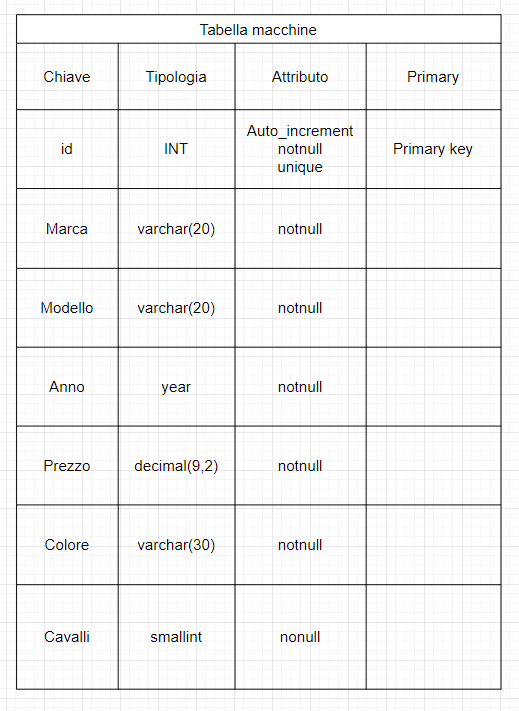 Tabella macchine
Chiave Tipologia Attributo Primary
Auto_increment
id INT notnull Primary key
unique
Marca varchar(20) notnull
Modello varchar(20) notnull
Anno year notnull
Prezzo decimal(9,2) notnull
Colore varchar(30) notnull
Cavalli smallint nonull